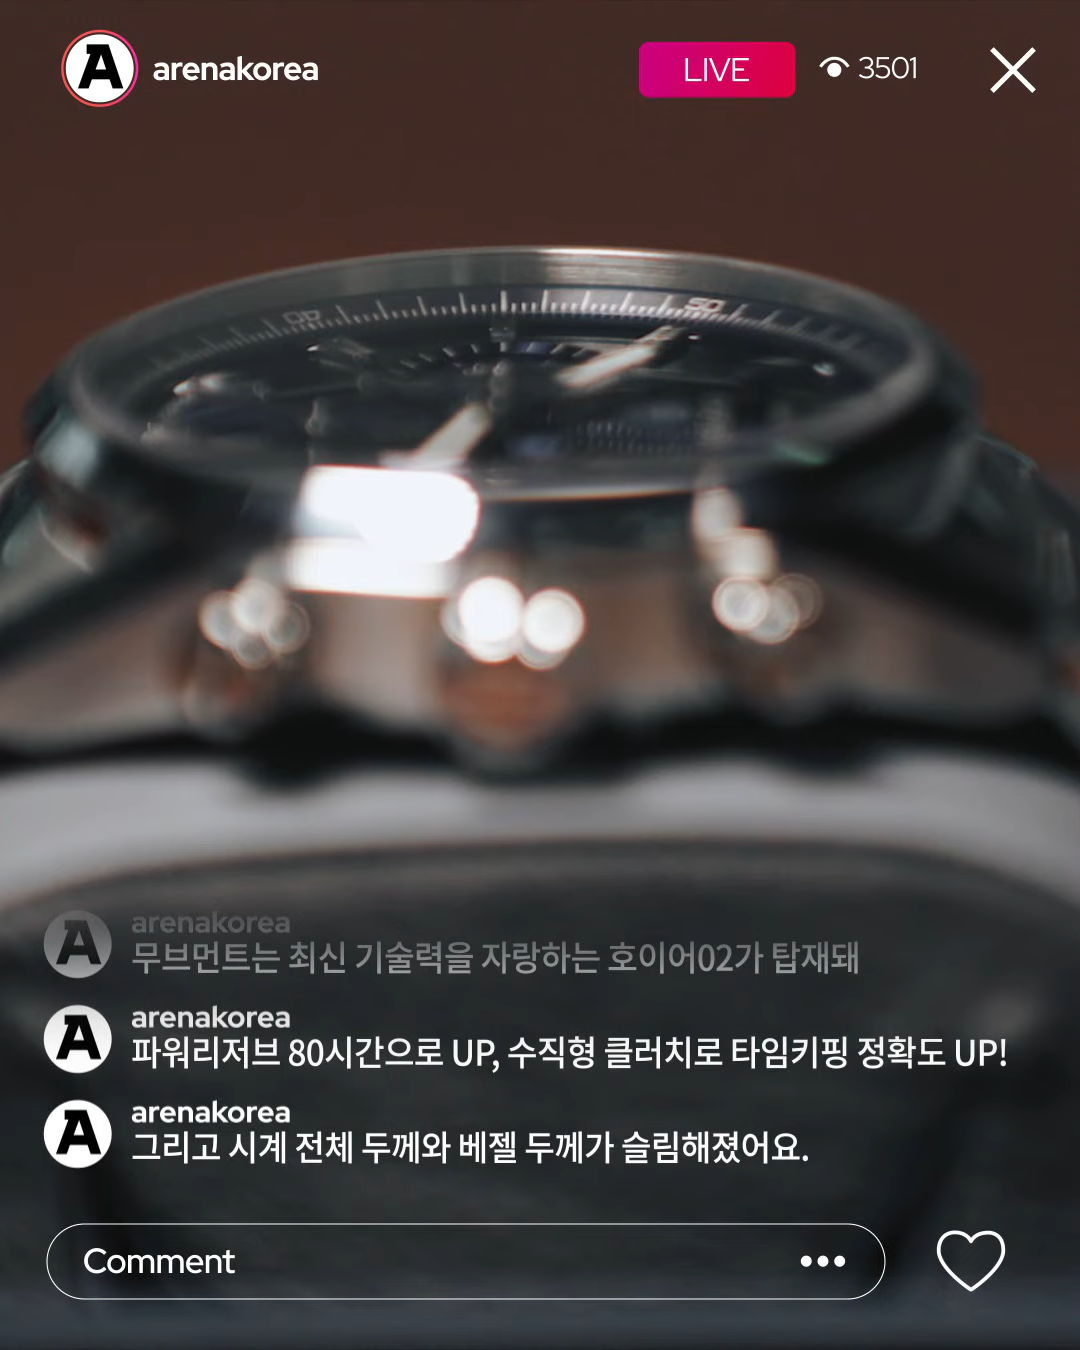 A arenakorea
LIVE 3501
50
A arenakorea
무브먼트는 최신 기술력을 자랑하는 호이어02가 탑재돼
A arenakorea
파워리저브 80시간으로 UP, 수직형 클러치로 타임키핑 정확도 UP!
A arenakorea
그리고 시계 전체 두께와 베젤 두께가 슬림해졌어요.
Comment